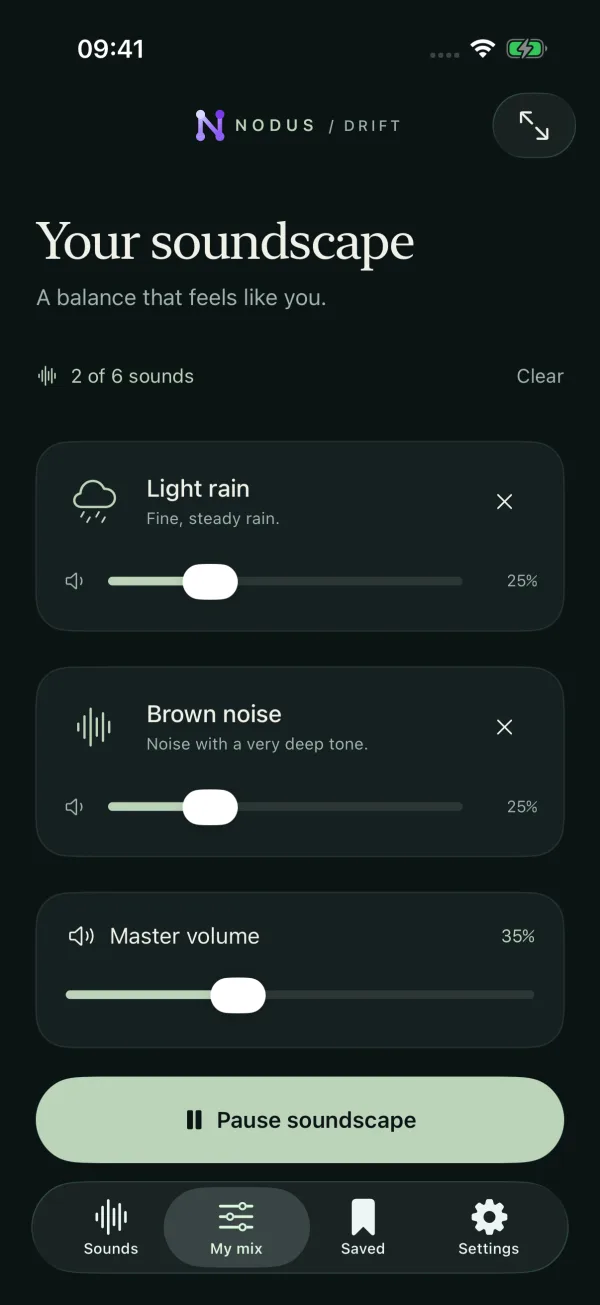 09:41
NODUS / DRIFT
Your soundscape
A balance that feels like you.
2 of 6 sounds
Clear
Light rain
Fine, steady rain.
25%
Brown noise
Noise with a very deep tone.
25%
Master volume
35%
Pause soundscape
Sounds
My mix
Saved
Settings